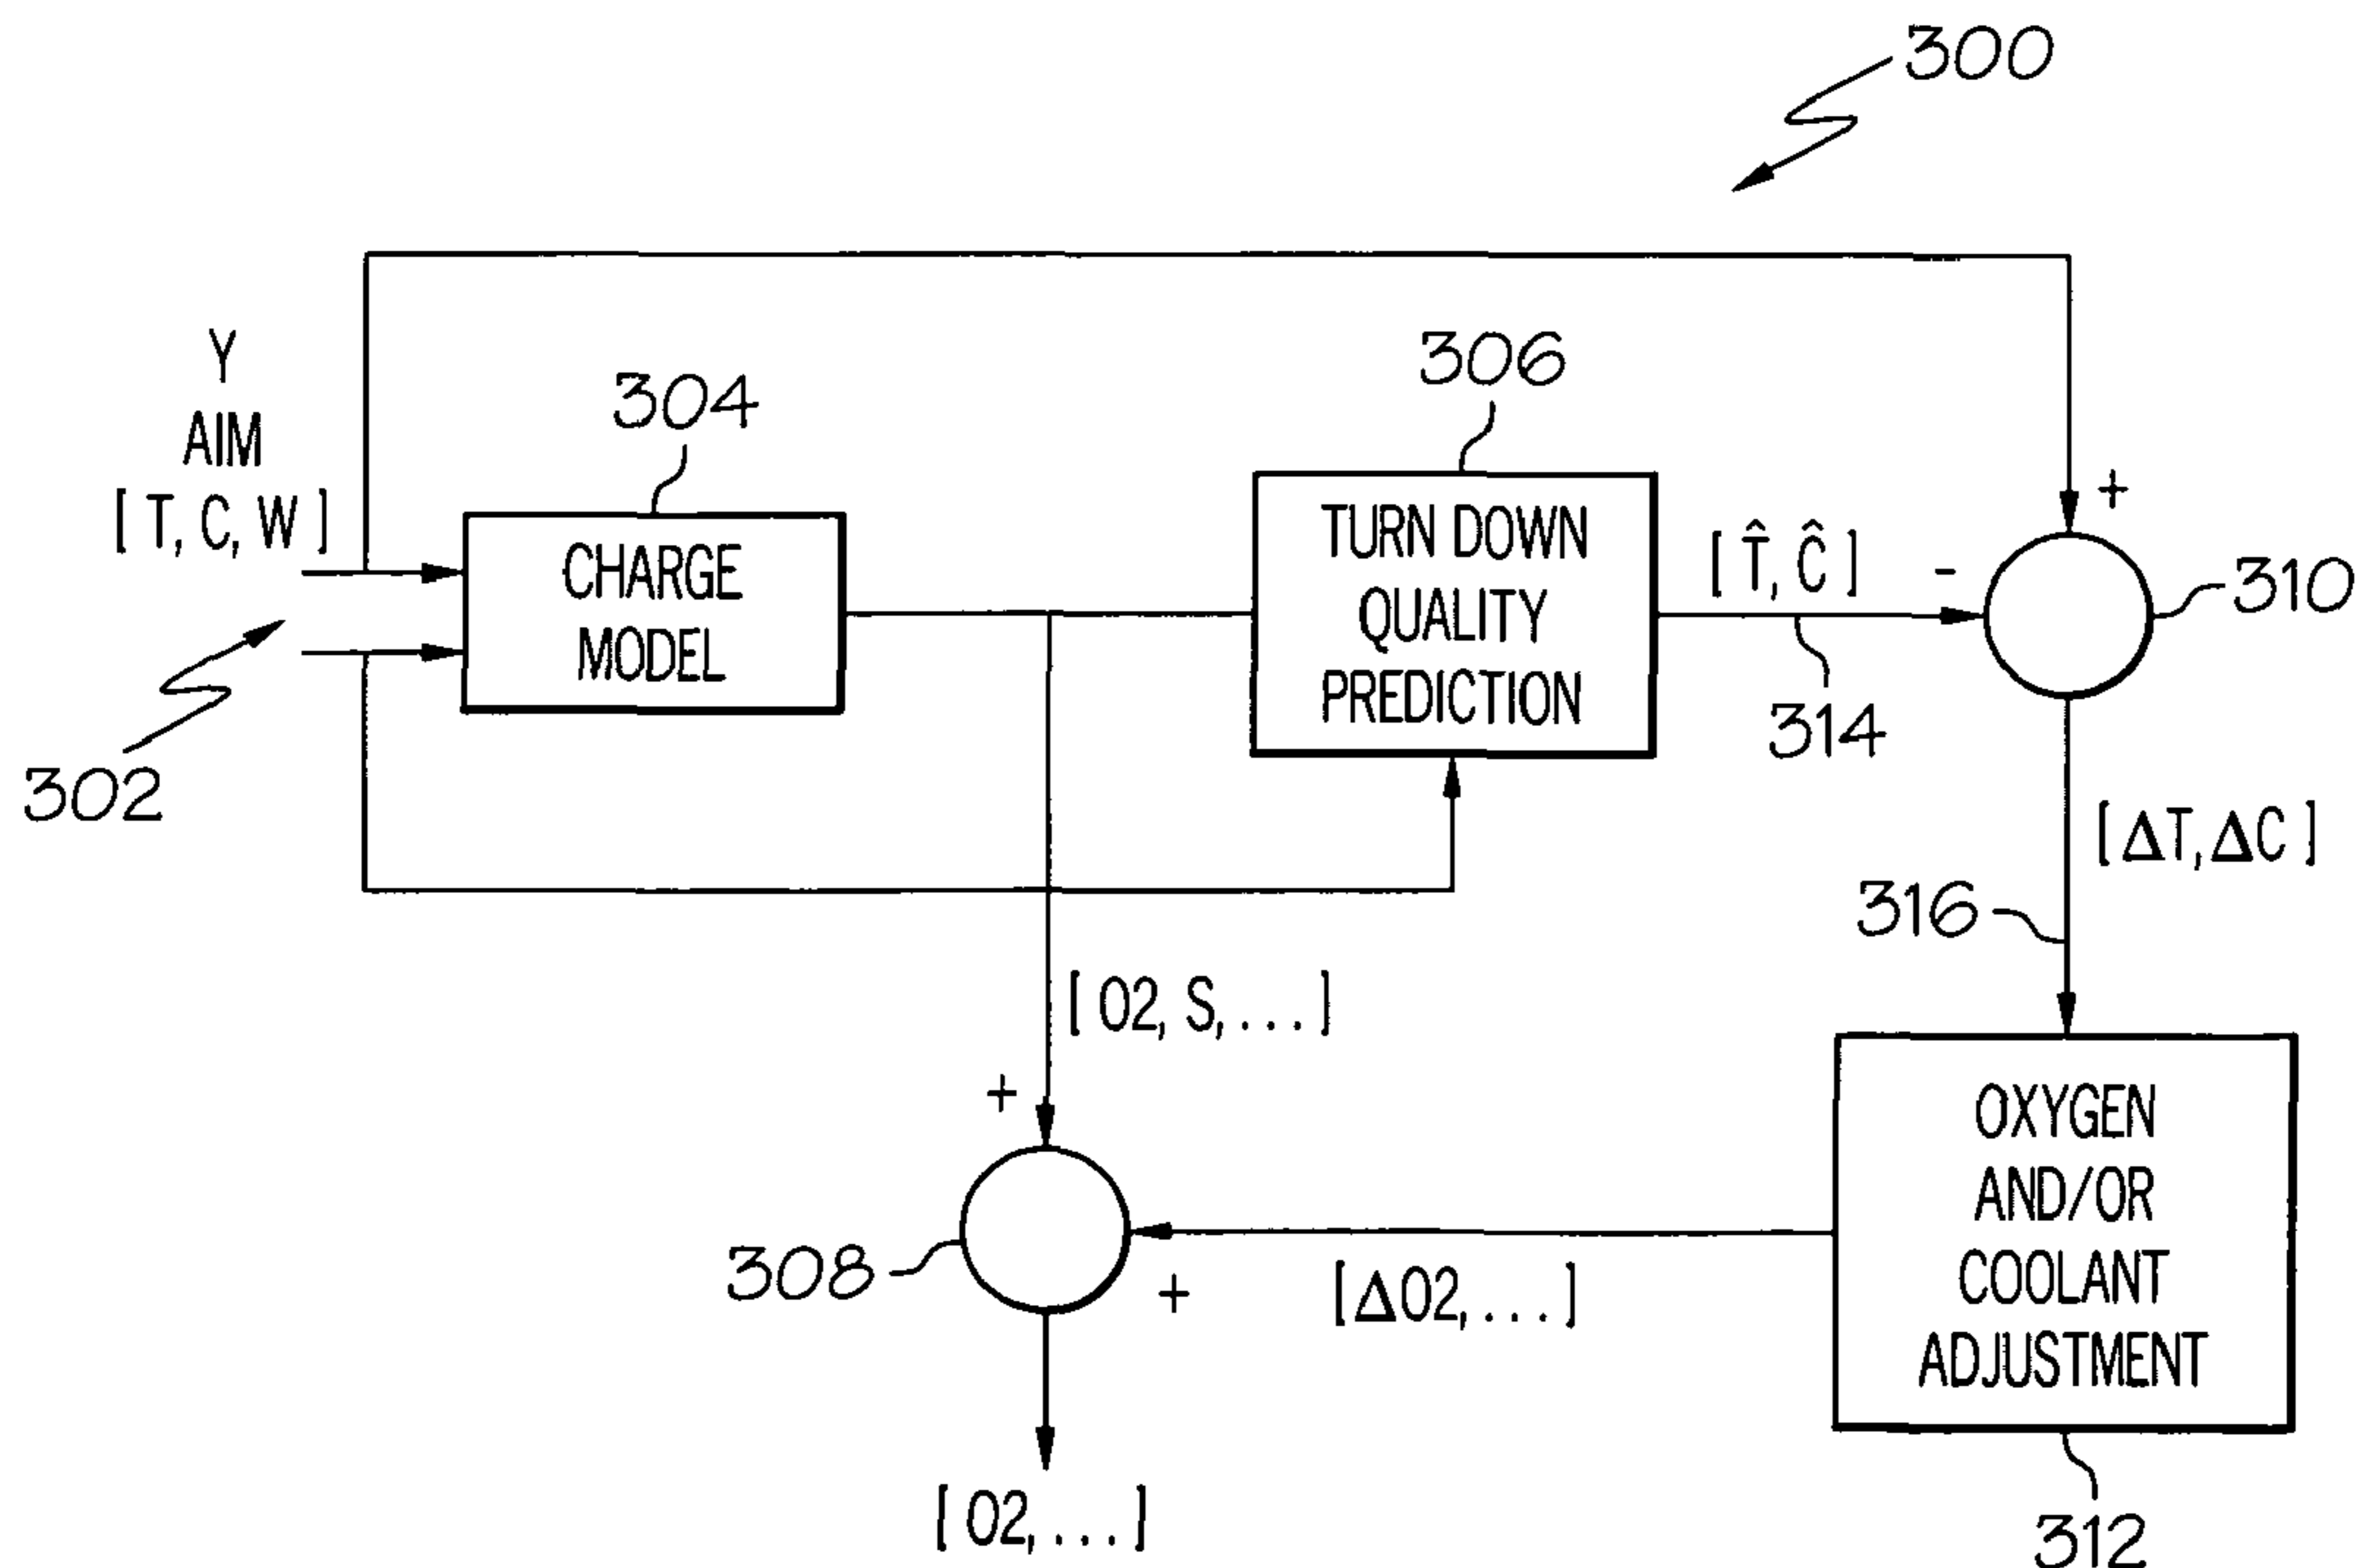 300
Y
AIM
[ T, C, W ]
302
304
CHARGE
MODEL
306
TURN DOWN
QUALITY
PREDICTION
[ T̂, Ĉ ]
-
+
310
314
[ ΔT, ΔC ]
316
[ O2, S, . . . ]
+
308
+
[ ΔO2, . . . ]
OXYGEN
AND/OR
COOLANT
ADJUSTMENT
312
[ O2, . . . ]